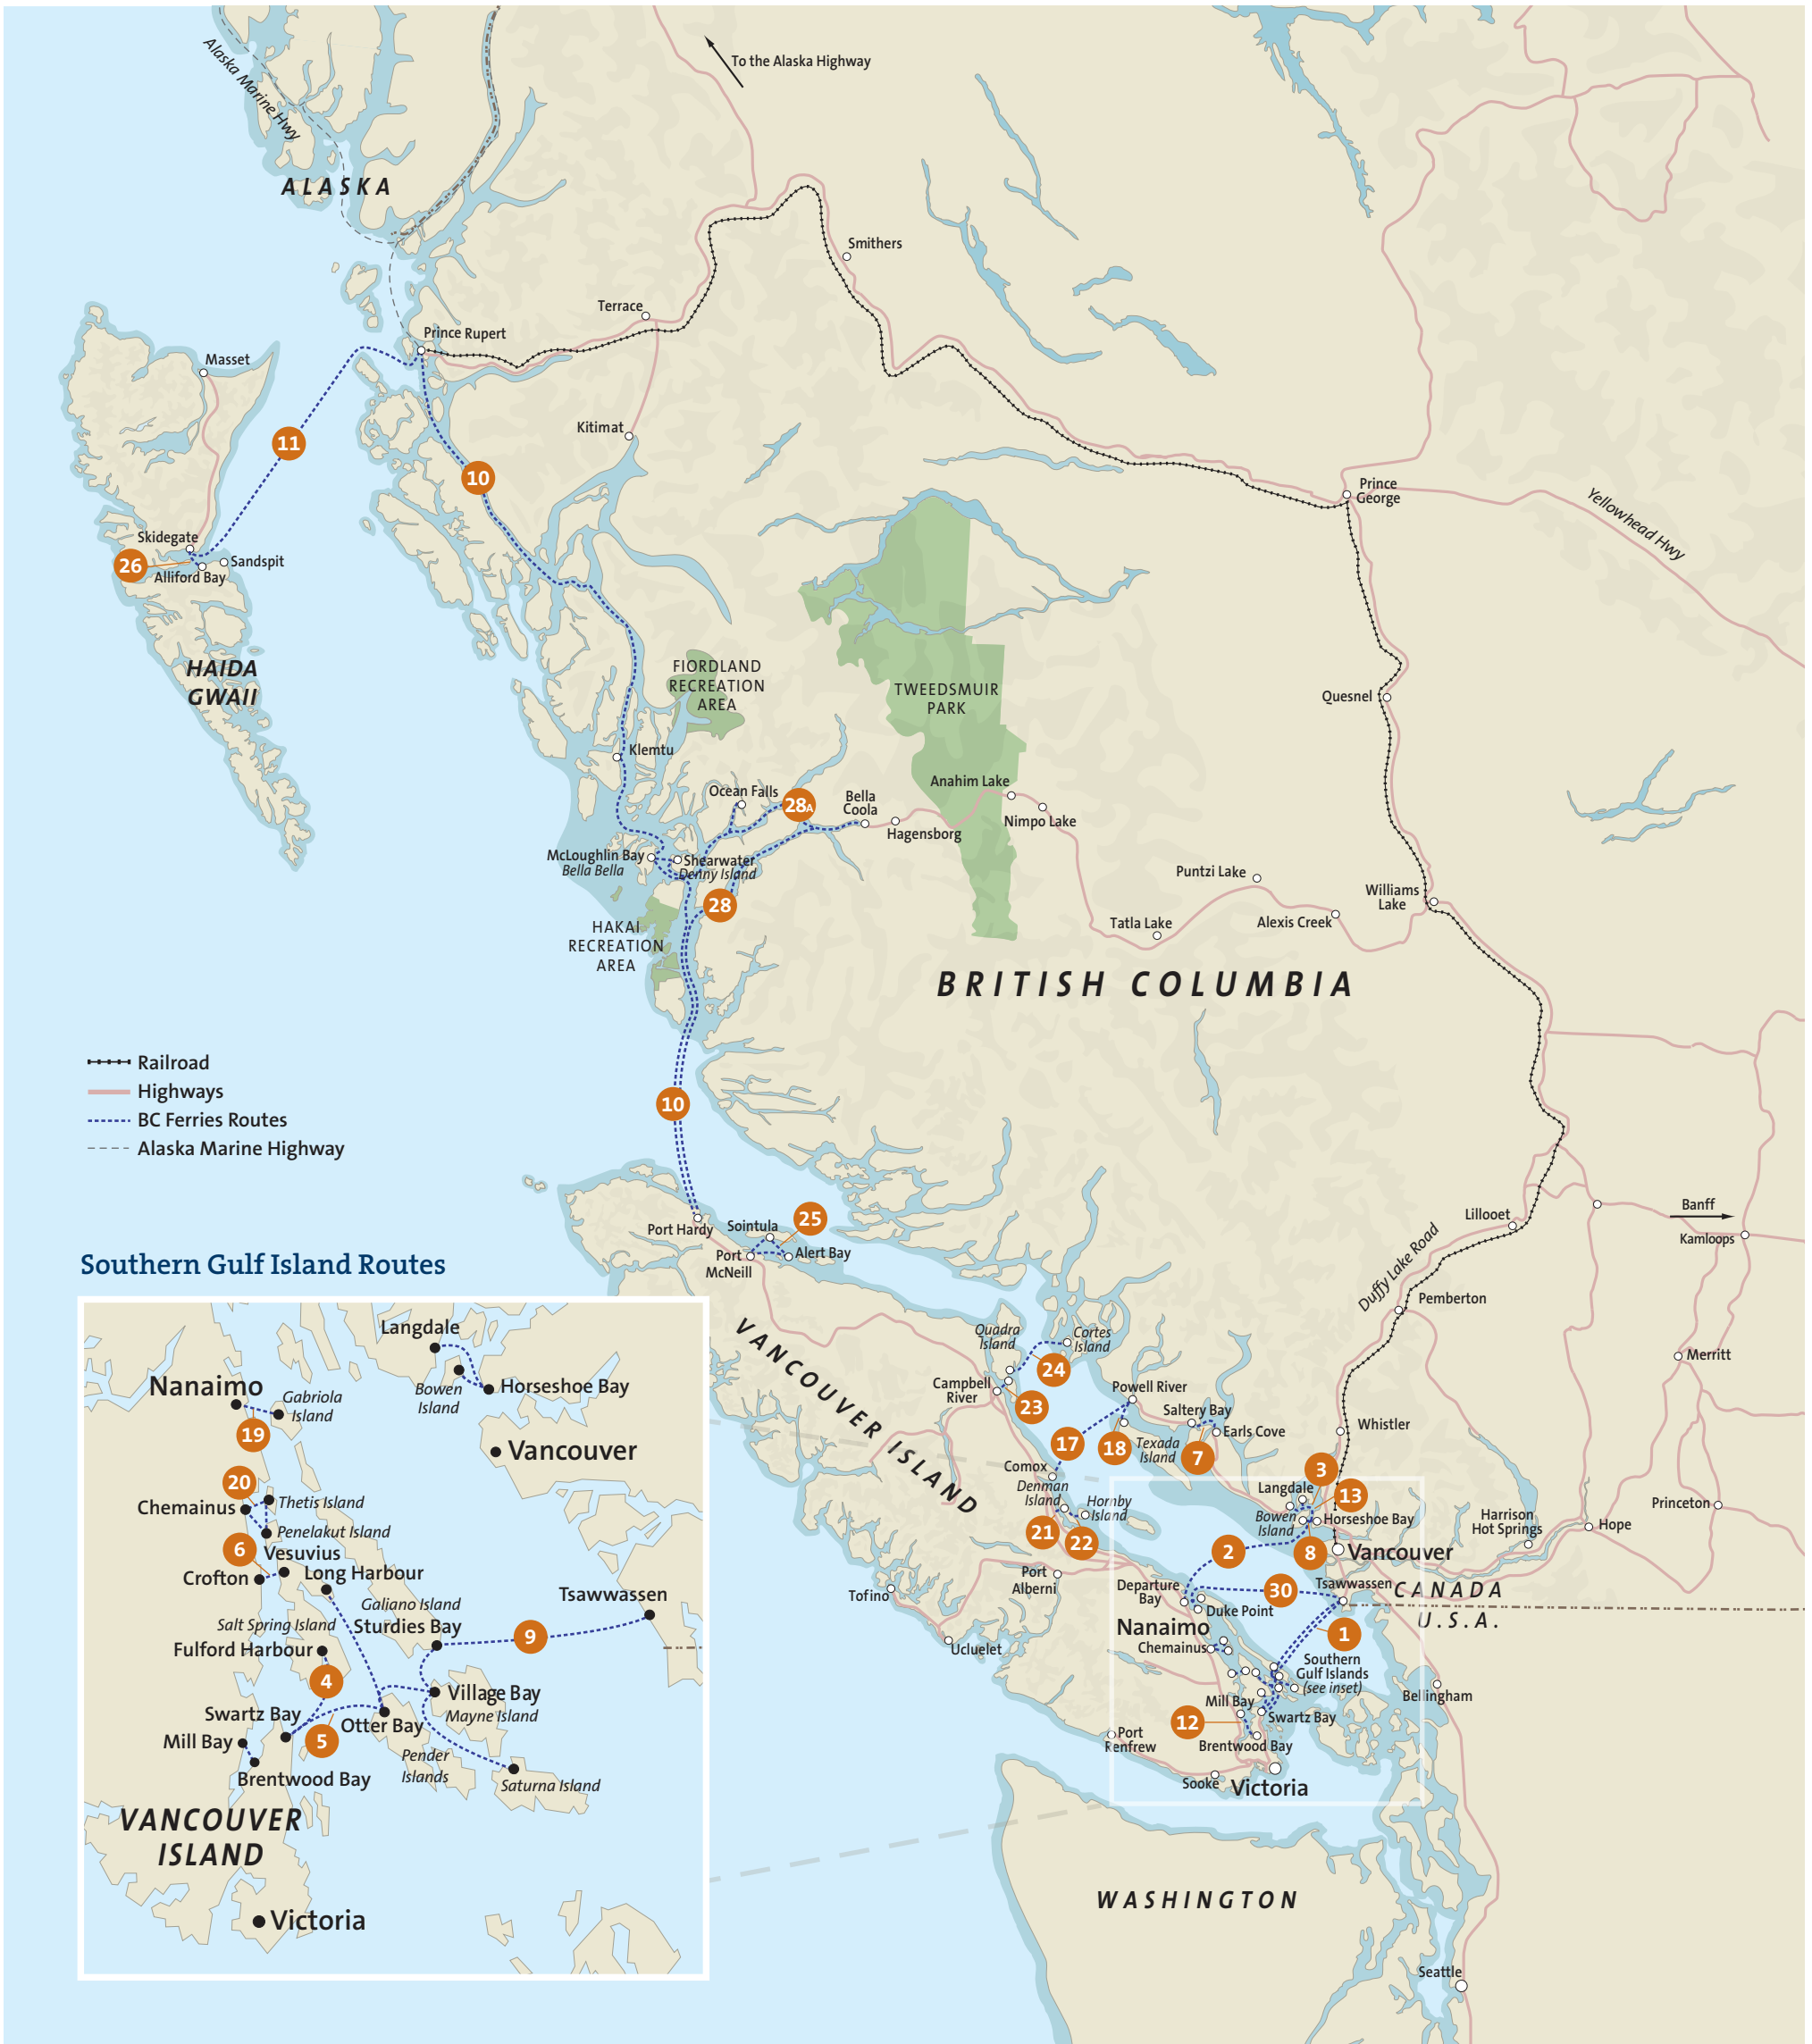 To the Alaska Highway
Alaska Marine Hwy
ALASKA
Smithers
Terrace
Prince Rupert
Masset
Kitimat
11
10
Prince
George
Yellowhead Hwy
Skidegate
26
Sandspit
Alliford Bay
HAIDA
GWAII
FIORDLAND
RECREATION
AREA
TWEEDSMUIR
PARK
Quesnel
Klemtu
Ocean Falls
28A
Bella
Coola
Anahim Lake
Hagensborg
Nimpo Lake
McLoughlin Bay
Bella Bella
Shearwater
Denny Island
Puntzi Lake
Williams
Lake
28
Tatla Lake
Alexis Creek
HAKAI
RECREATION
AREA
BRITISH COLUMBIA
Railroad
Highways
BC Ferries Routes
Alaska Marine Highway
10
Port Hardy
Sointula
25
Port
McNeill
Alert Bay
Lillooet
Banff
Kamloops
Duffy Lake Road
Pemberton
Merritt
VANCOUVER ISLAND
Quadra
Island
Cortes
Island
24
Campbell
River
23
Powell River
Saltery Bay
Earls Cove
17
18
Texada
Island
7
Whistler
Comox
Denman
Island
Hornby
Island
21
22
3
Langdale
13
Bowen
Island
Horseshoe Bay
Harrison
Hot Springs
Hope
Princeton
2
8
Vancouver
Port
Alberni
Tofino
Ucluelet
Departure
Bay
30
Tsawwassen
CANADA
U.S.A.
Duke Point
Nanaimo
Chemainus
1
Southern
Gulf Islands
(see inset)
Bellingham
Mill Bay
12
Swartz Bay
Brentwood Bay
Port
Renfrew
Sooke
Victoria
WASHINGTON
Seattle
Southern Gulf Island Routes
Langdale
Bowen
Island
Horseshoe Bay
Nanaimo
Gabriola
Island
19
Vancouver
20
Chemainus
Thetis Island
Penelakut Island
6
Vesuvius
Crofton
Long Harbour
Tsawwassen
Galiano Island
Salt Spring Island
Sturdies Bay
9
Fulford Harbour
4
Village Bay
Mayne Island
Swartz Bay
Otter Bay
5
Mill Bay
Pender
Islands
Brentwood Bay
Saturna Island
VANCOUVER
ISLAND
Victoria